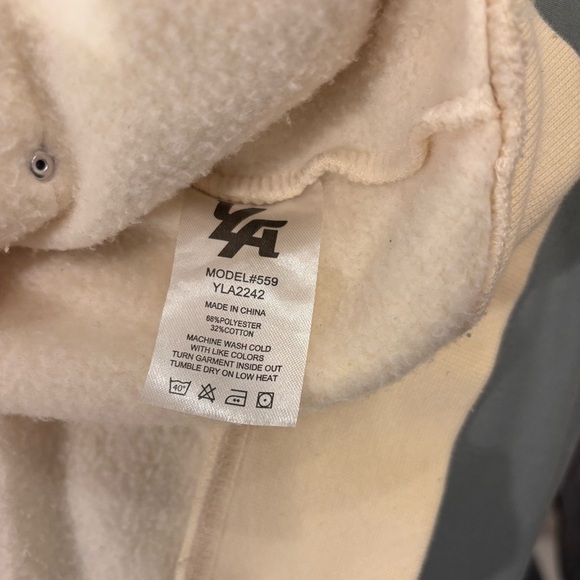 YLA
MODEL#559
YLA2242
MADE IN CHINA
68%POLYESTER
32%COTTON
MACHINE WASH COLD
WITH LIKE COLORS
TURN GARMENT INSIDE OUT
TUMBLE DRY ON LOW HEAT
40°